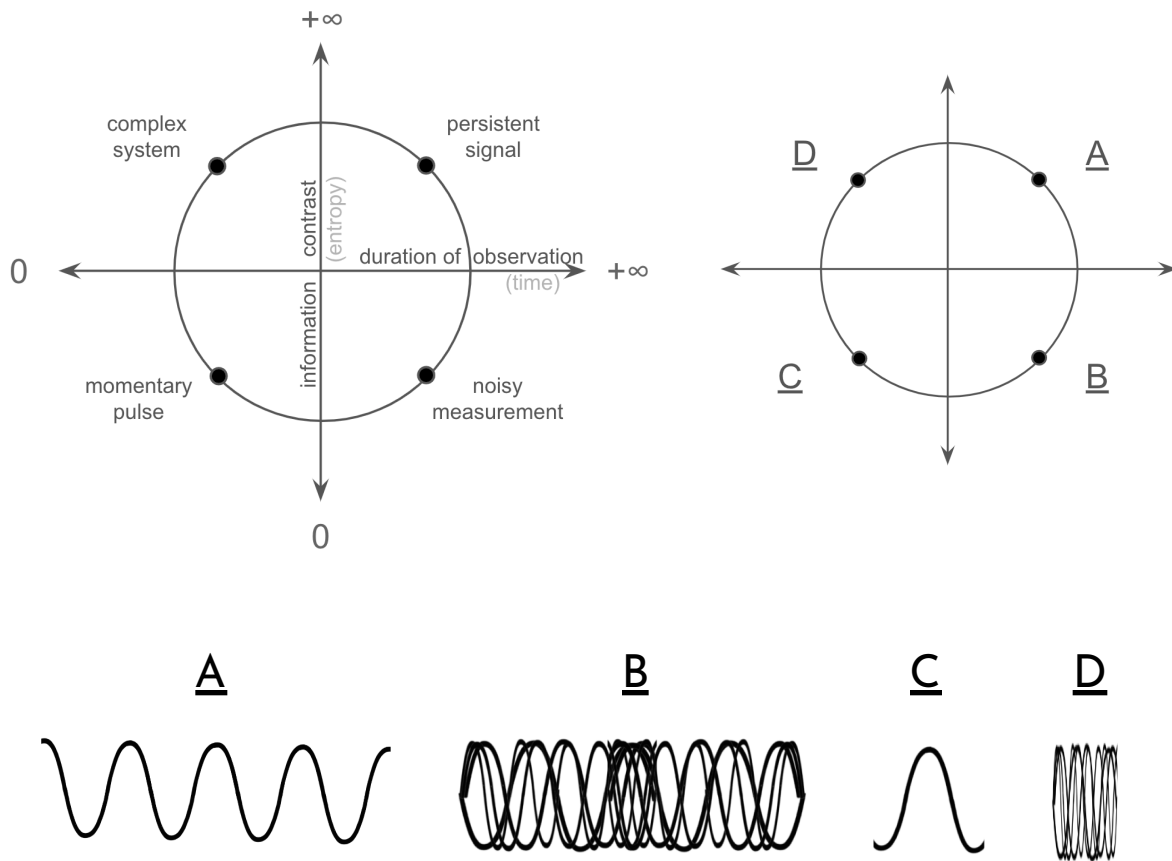 +∞
complex
system
persistent
signal
contrast
(entropy)
duration of observation
(time)
0
+∞
information
momentary
pulse
noisy
measurement
0
D
A
C
B
A
B
C
D